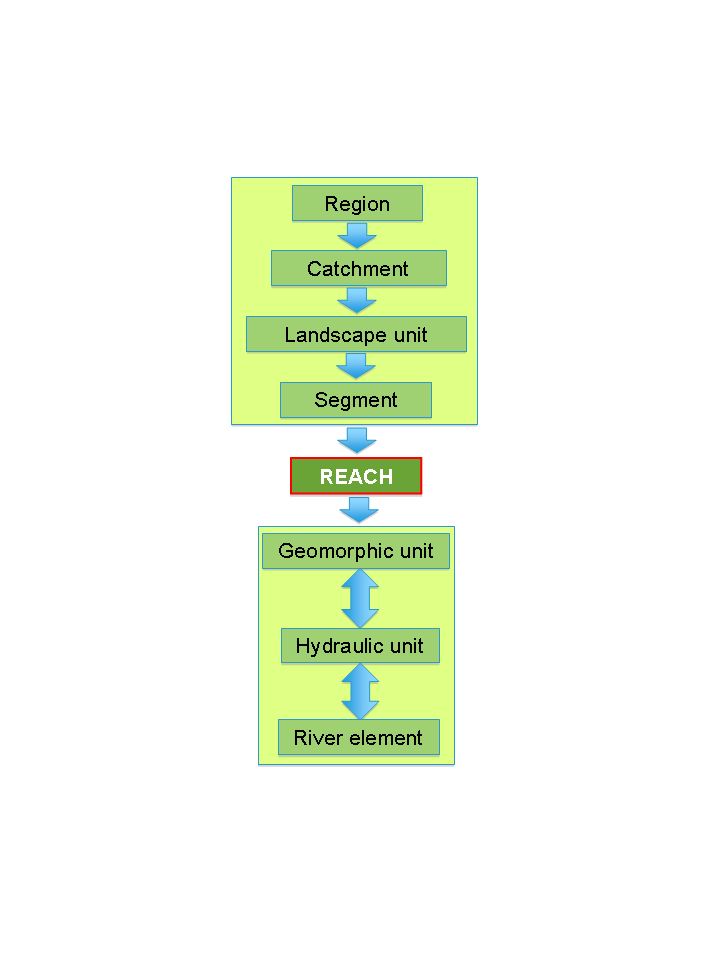 Region
Catchment
Landscape unit
Segment
REACH
Geomorphic unit
Hydraulic unit
River element